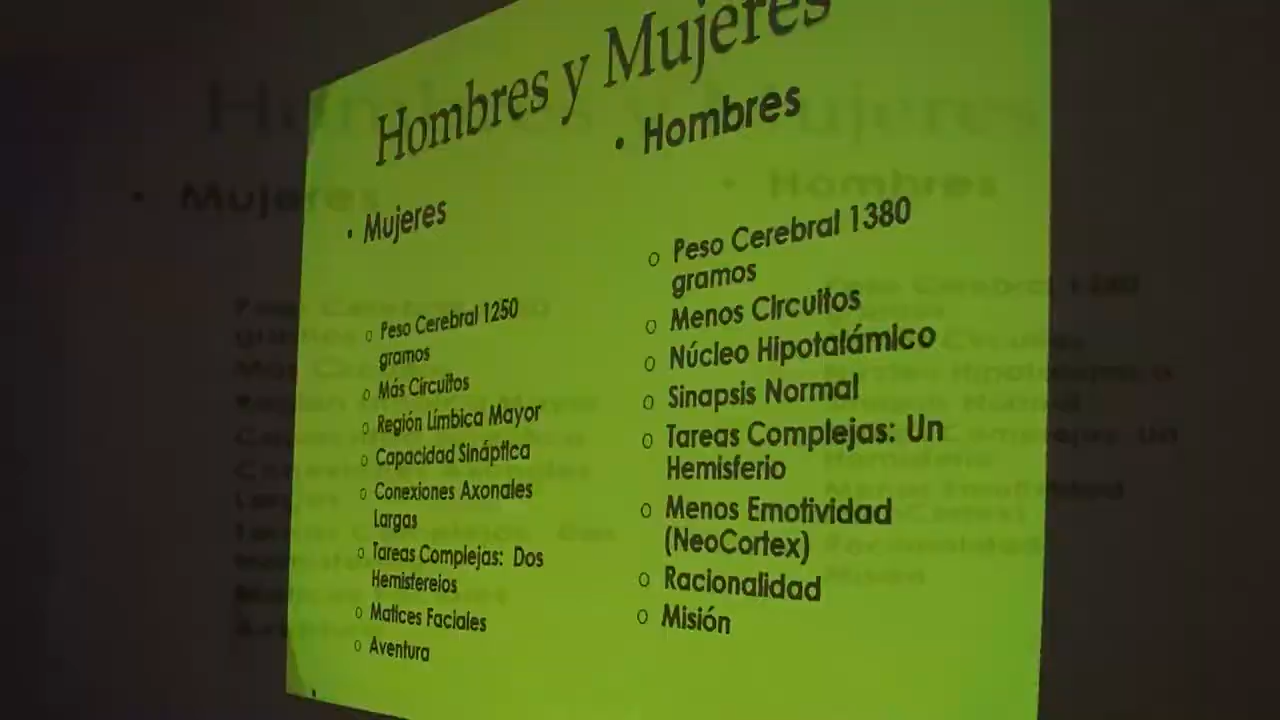 Hombres y Mujeres
• Mujeres
o Peso Cerebral 1250
gramos
o Más Circuitos
o Región Límbica Mayor
o Capacidad Sináptica
o Conexiones Axonales
Largas
o Tareas Complejas: Dos
Hemisfereios
o Matices Faciales
o Aventura
• Hombres
o Peso Cerebral 1380
gramos
o Menos Circuitos
o Núcleo Hipotalámico
o Sinapsis Normal
o Tareas Complejas: Un
Hemisferio
o Menos Emotividad
(NeoCortex)
o Racionalidad
o Misión